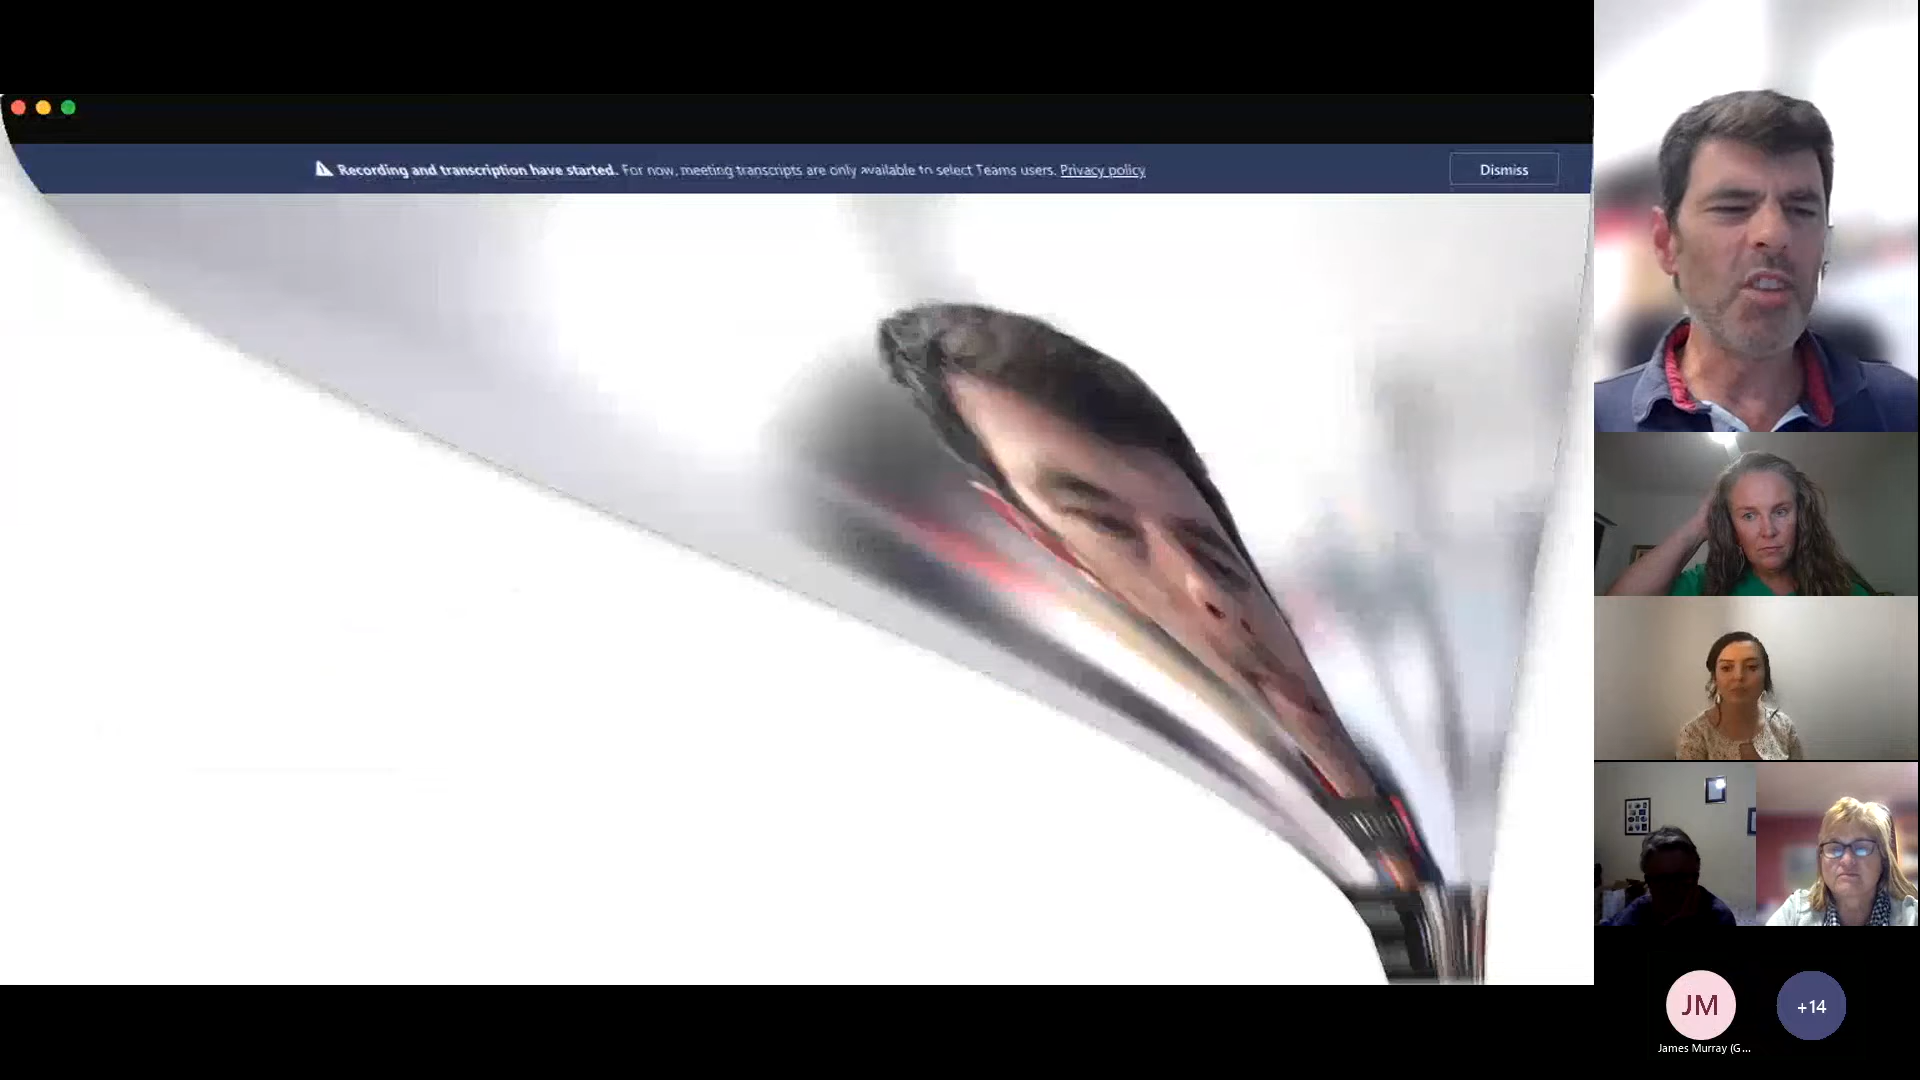 Recording and transcription have started. For now, meeting transcripts are only available to select Teams users. Privacy policy
Dismiss
JM
+14
James Murray (G...